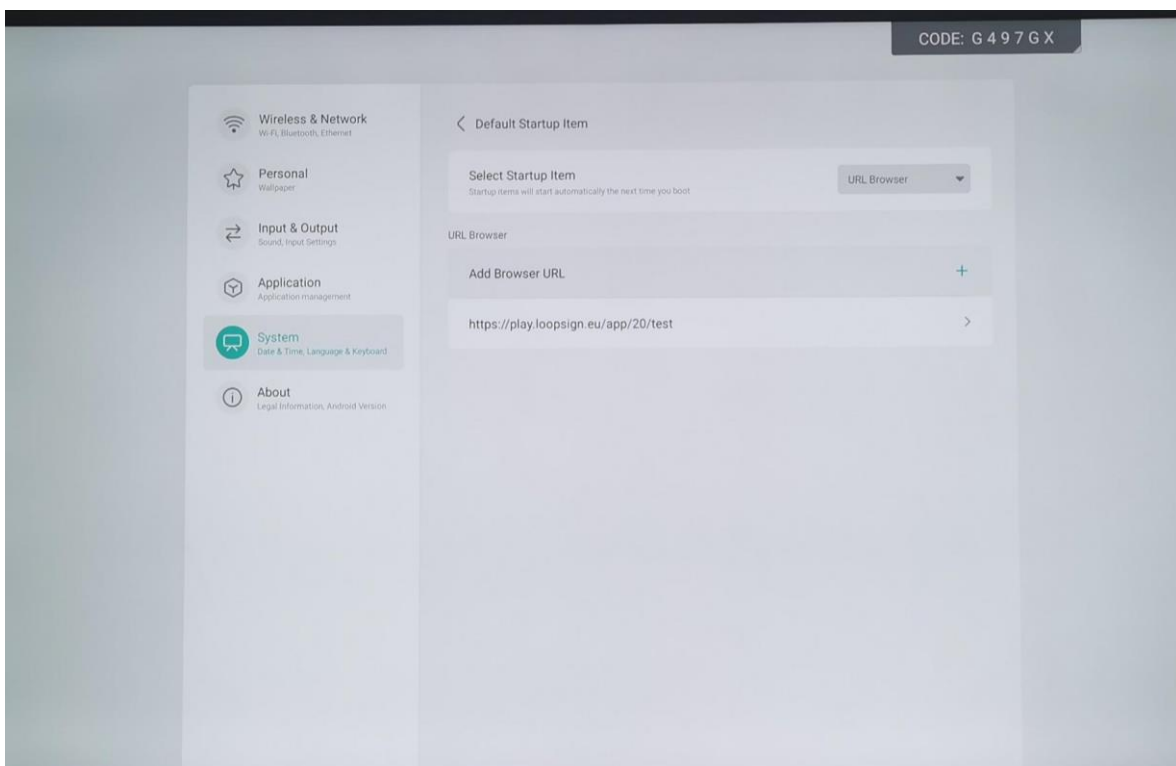 CODE: G 4 9 7 G X
Wireless & Network
Wi-Fi, Bluetooth, Ethernet
Personal
Wallpaper
Input & Output
Sound, Input Settings
Application
Application management
System
Date & Time, Language & Keyboard
About
Legal Information, Android Version
Default Startup Item
Select Startup Item
Startup items will start automatically the next time you boot
URL Browser
URL Browser
Add Browser URL
https://play.loopsign.eu/app/20/test